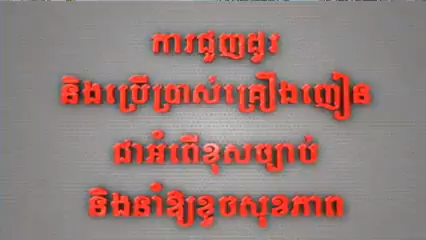 ការជួញដូរ
និងប្រើប្រាស់គ្រឿងញៀន
ជាអំពើខុសច្បាប់
និងនាំឱ្យខូចសុខភាព